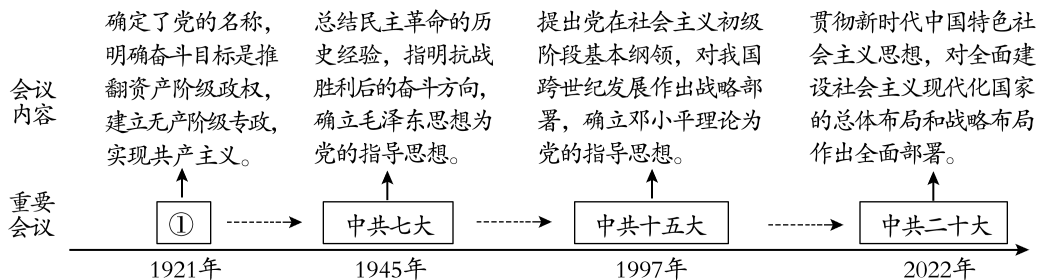 确定了党的名称，
明确奋斗目标是推
翻资产阶级政权，
建立无产阶级专政，
实现共产主义。
总结民主革命的历
史经验，指明抗战
胜利后的奋斗方向，
确立毛泽东思想为
党的指导思想。
提出党在社会主义初级
阶段基本纲领，对我国
跨世纪发展作出战略部
署，确立邓小平理论为
党的指导思想。
贯彻新时代中国特色社
会主义思想，对全面建
设社会主义现代化国家
的总体布局和战略布局
作出全面部署。
会议
内容
重要
会议
①
中共七大
中共十五大
中共二十大
1921年
1945年
1997年
2022年